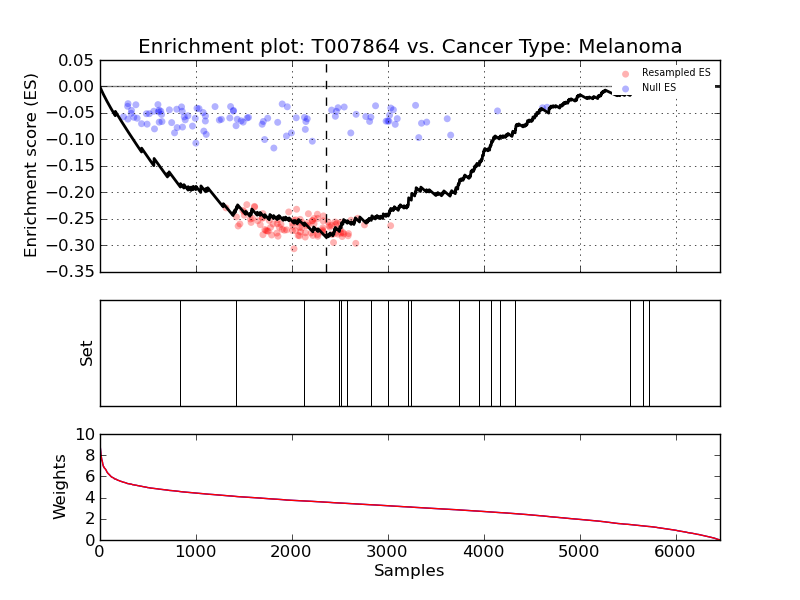 Enrichment plot: T007864 vs. Cancer Type: Melanoma
Enrichment score (ES)
0.05
0.00
−0.05
−0.10
−0.15
−0.20
−0.25
−0.30
−0.35
Resampled ES
Null ES
Set
Weights
10
8
6
4
2
0
0 1000 2000 3000 4000 5000 6000
Samples